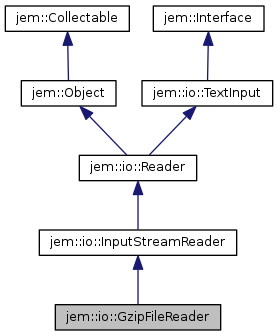 jem::Collectable
jem::Interface
jem::Object
jem::io::TextInput
jem::io::Reader
jem::io::InputStreamReader
jem::io::GzipFileReader